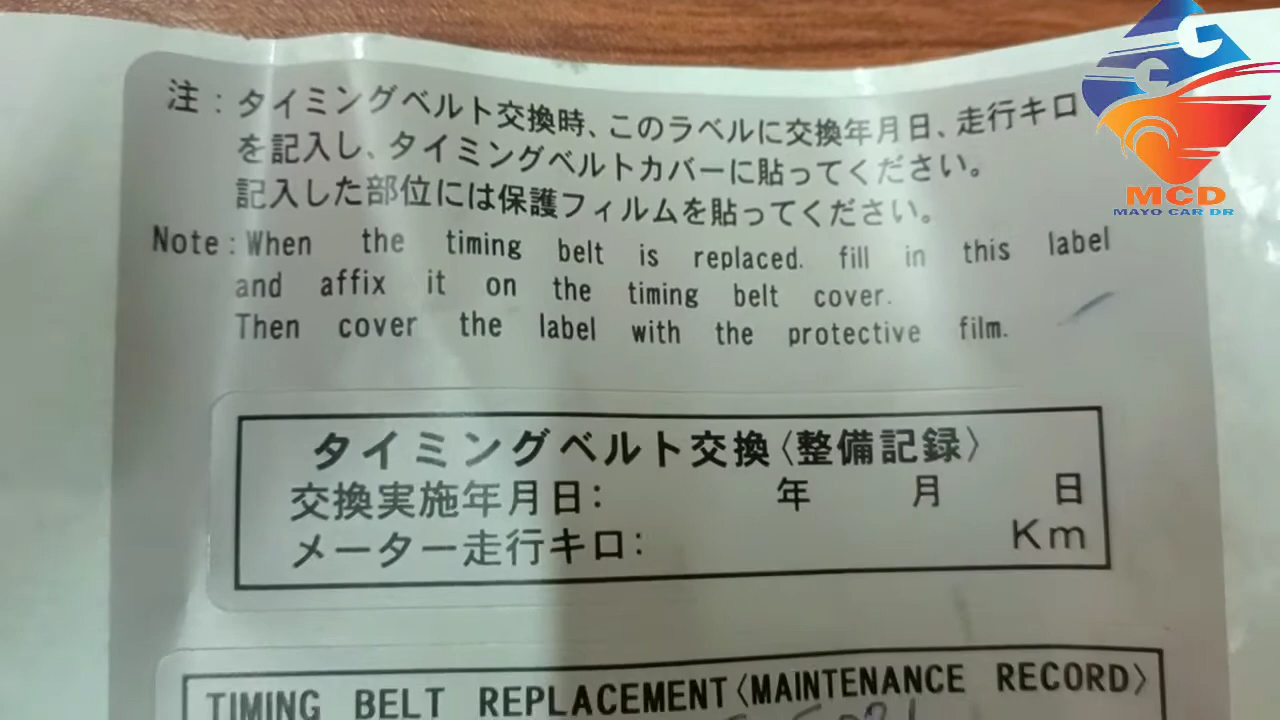 注：タイミングベルト交換時、このラベルに交換年月日、走行キロ
を記入し、タイミングベルトカバーに貼ってください。
記入した部位には保護フィルムを貼ってください。
Note: When the timing belt is replaced. fill in this label
and affix it on the timing belt cover.
Then cover the label with the protective film.
タイミングベルト交換〈整備記録〉
交換実施年月日： 年 月 日
メーター走行キロ： Km
TIMING BELT REPLACEMENT〈MAINTENANCE RECORD〉
MCD
MAYO CAR DR